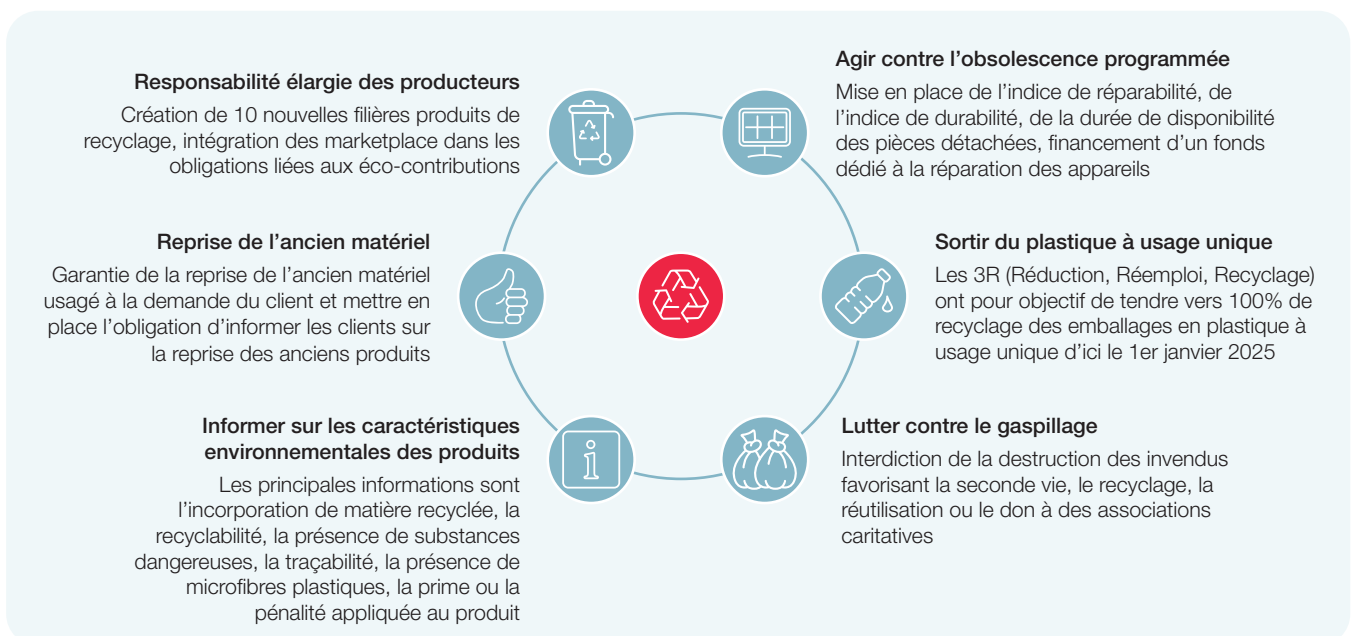 Responsabilité élargie des producteurs
Création de 10 nouvelles filières produits de
recyclage, intégration des marketplace dans les
obligations liées aux éco-contributions
Agir contre l’obsolescence programmée
Mise en place de l’indice de réparabilité, de
l’indice de durabilité, de la durée de disponibilité
des pièces détachées, financement d’un fonds
dédié à la réparation des appareils
Reprise de l’ancien matériel
Garantie de la reprise de l’ancien matériel
usagé à la demande du client et mettre en
place l’obligation d’informer les clients sur
la reprise des anciens produits
Sortir du plastique à usage unique
Les 3R (Réduction, Réemploi, Recyclage)
ont pour objectif de tendre vers 100% de
recyclage des emballages en plastique à
usage unique d’ici le 1er janvier 2025
Informer sur les caractéristiques
environnementales des produits
Les principales informations sont
l’incorporation de matière recyclée, la
recyclabilité, la présence de substances
dangereuses, la traçabilité, la présence de
microfibres plastiques, la prime ou la
pénalité appliquée au produit
Lutter contre le gaspillage
Interdiction de la destruction des invendus
favorisant la seconde vie, le recyclage, la
réutilisation ou le don à des associations
caritatives